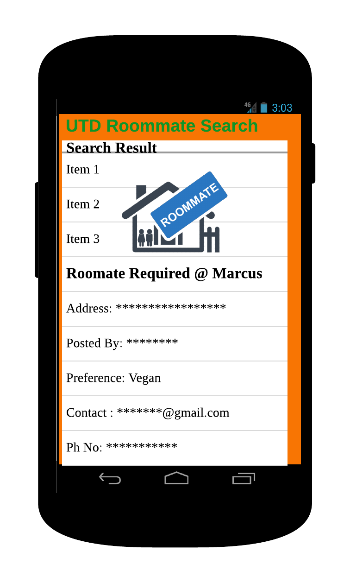 4G 3:03
UTD Roommate Search
Search Result
Item 1
Item 2
Item 3
ROOMMATE
Roomate Required @ Marcus
Address: *****************
Posted By: ********
Preference: Vegan
Contact : *******@gmail.com
Ph No: ***********